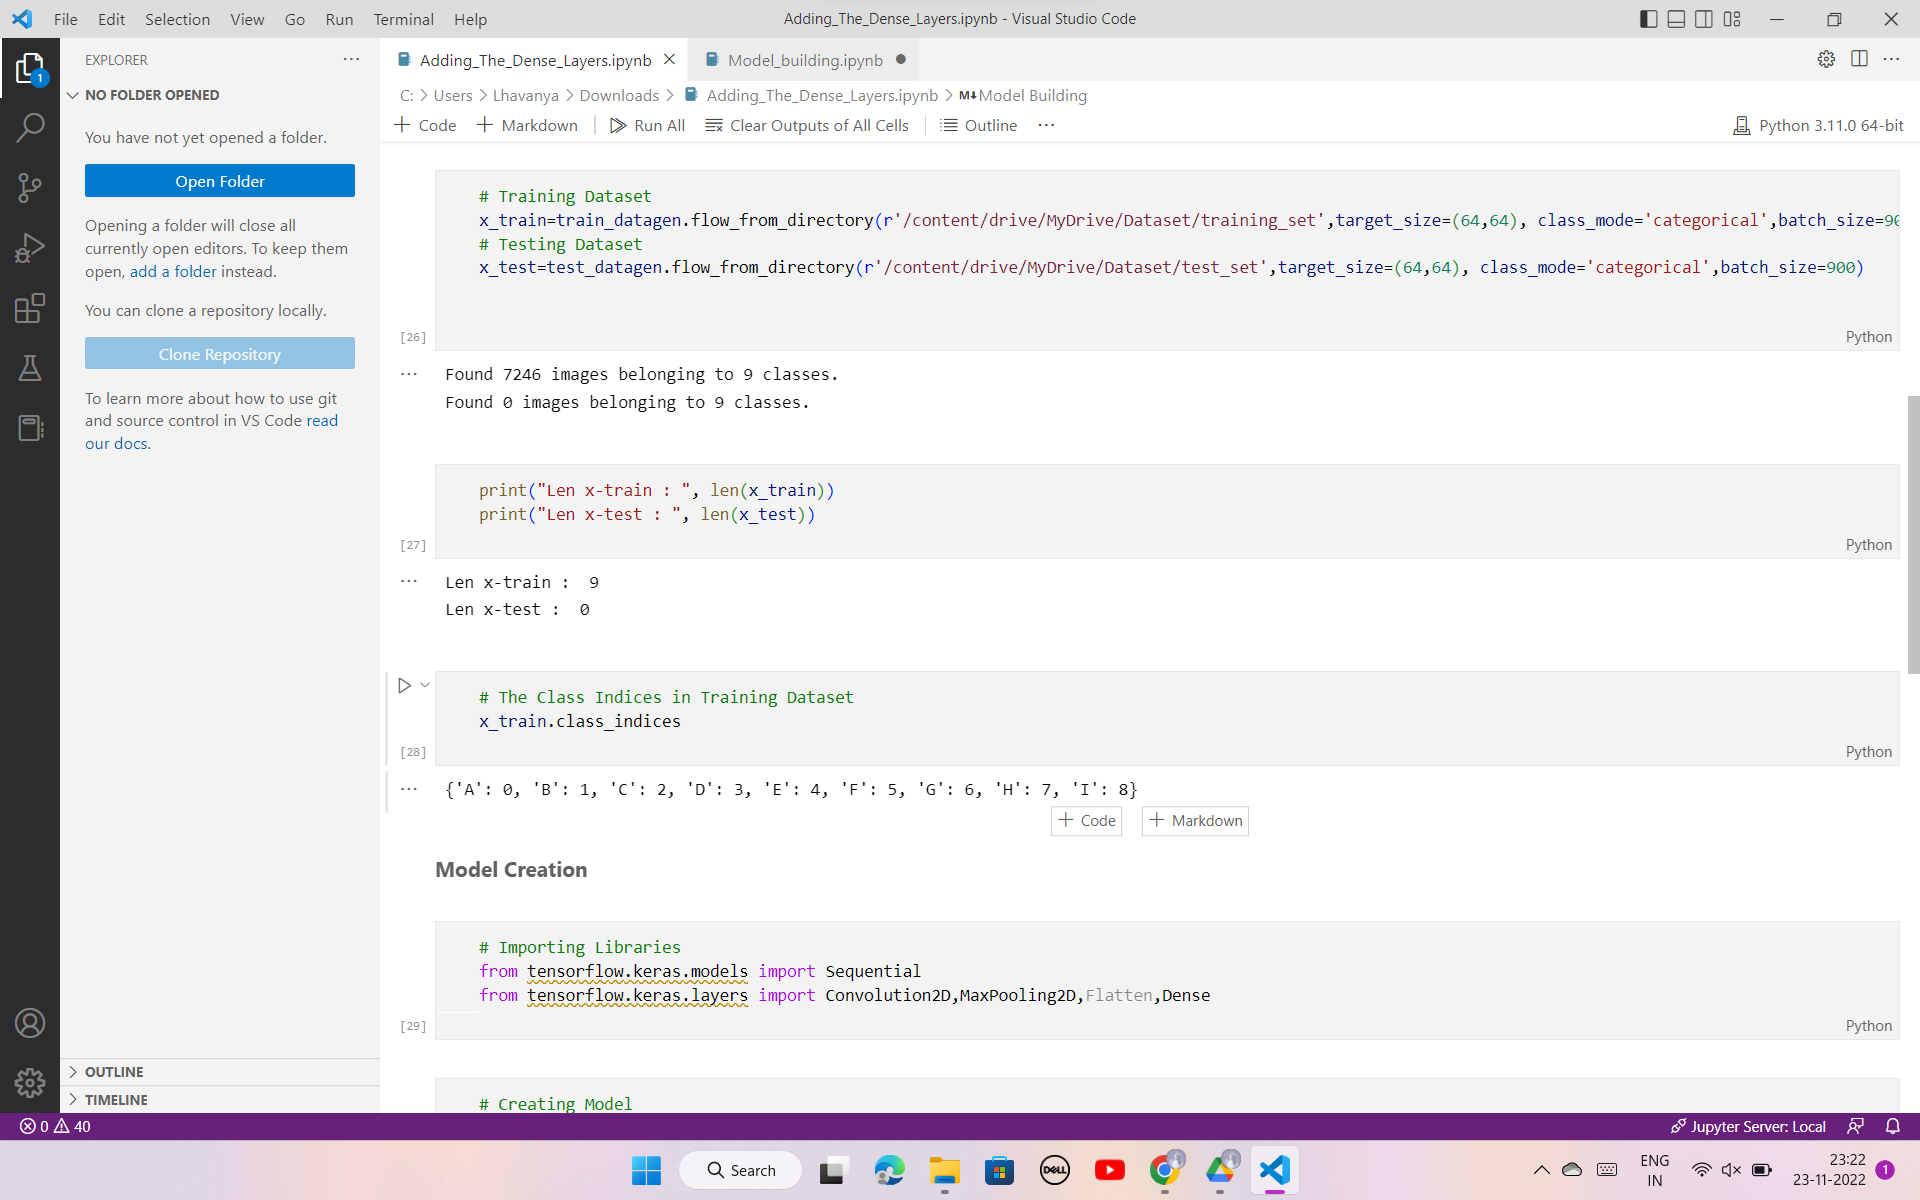 File Edit Selection View Go Run Terminal Help
Adding_The_Dense_Layers.ipynb - Visual Studio Code
EXPLORER
NO FOLDER OPENED
You have not yet opened a folder.
Open Folder
Opening a folder will close all
currently open editors. To keep them
open, add a folder instead.
You can clone a repository locally.
Clone Repository
To learn more about how to use git
and source control in VS Code read
our docs.
OUTLINE
TIMELINE
1
Adding_The_Dense_Layers.ipynb
Model_building.ipynb
C: > Users > Lhavanya > Downloads > Adding_The_Dense_Layers.ipynb > M↓Model Building
+ Code + Markdown Run All Clear Outputs of All Cells Outline ...
Python 3.11.0 64-bit
# Training Dataset
x_train=train_datagen.flow_from_directory(r'/content/drive/MyDrive/Dataset/training_set',target_size=(64,64), class_mode='categorical',batch_size=90
# Testing Dataset
x_test=test_datagen.flow_from_directory(r'/content/drive/MyDrive/Dataset/test_set',target_size=(64,64), class_mode='categorical',batch_size=900)
[26]
Python
Found 7246 images belonging to 9 classes.
Found 0 images belonging to 9 classes.
print("Len x-train : ", len(x_train))
print("Len x-test : ", len(x_test))
[27]
Python
Len x-train :  9
Len x-test :  0
# The Class Indices in Training Dataset
x_train.class_indices
[28]
Python
{'A': 0, 'B': 1, 'C': 2, 'D': 3, 'E': 4, 'F': 5, 'G': 6, 'H': 7, 'I': 8}
+ Code + Markdown
Model Creation
# Importing Libraries
from tensorflow.keras.models import Sequential
from tensorflow.keras.layers import Convolution2D,MaxPooling2D,Flatten,Dense
[29]
Python
# Creating Model
0 40
Jupyter Server: Local
Search
DELL
ENG
IN
23:22
23-11-2022
1